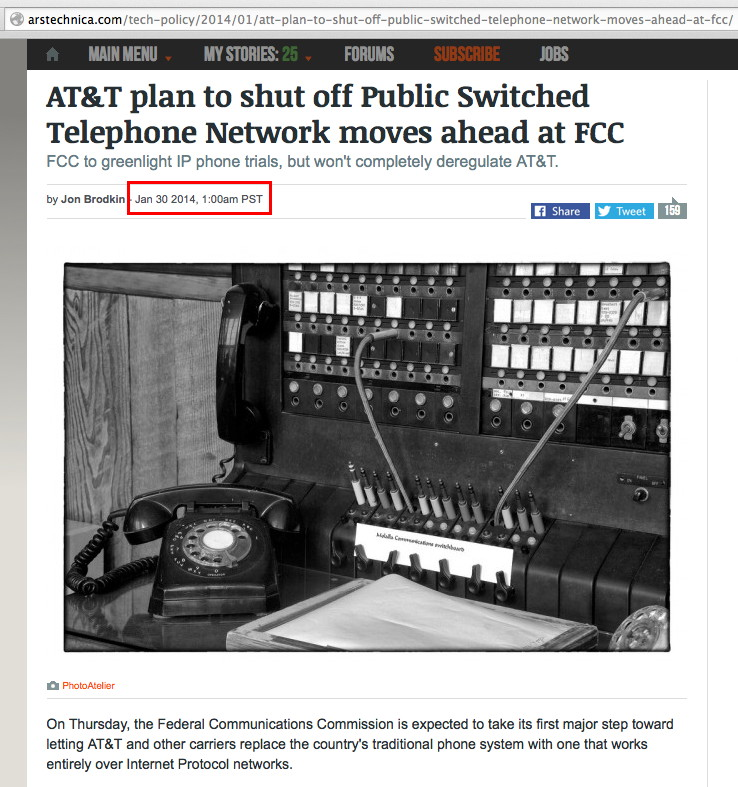 arstechnica.com/tech-policy/2014/01/att-plan-to-shut-off-public-switched-telephone-network-moves-ahead-at-fcc/
MAIN MENU MY STORIES: 25 FORUMS SUBSCRIBE JOBS
AT&T plan to shut off Public Switched
Telephone Network moves ahead at FCC
FCC to greenlight IP phone trials, but won't completely deregulate AT&T.
by Jon Brodkin - Jan 30 2014, 1:00am PST
Share Tweet 159
Molalla Communications switchboard
PhotoAtelier
On Thursday, the Federal Communications Commission is expected to take its first major step toward
letting AT&T and other carriers replace the country's traditional phone system with one that works
entirely over Internet Protocol networks.